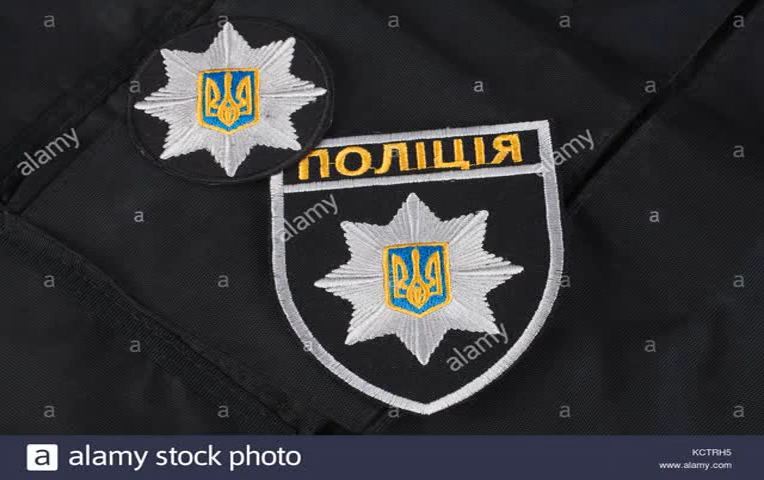 ПОЛІЦІЯ
alamy
alamy
alamy
alamy
a alamy stock photo
KCTRH5
www.alamy.com